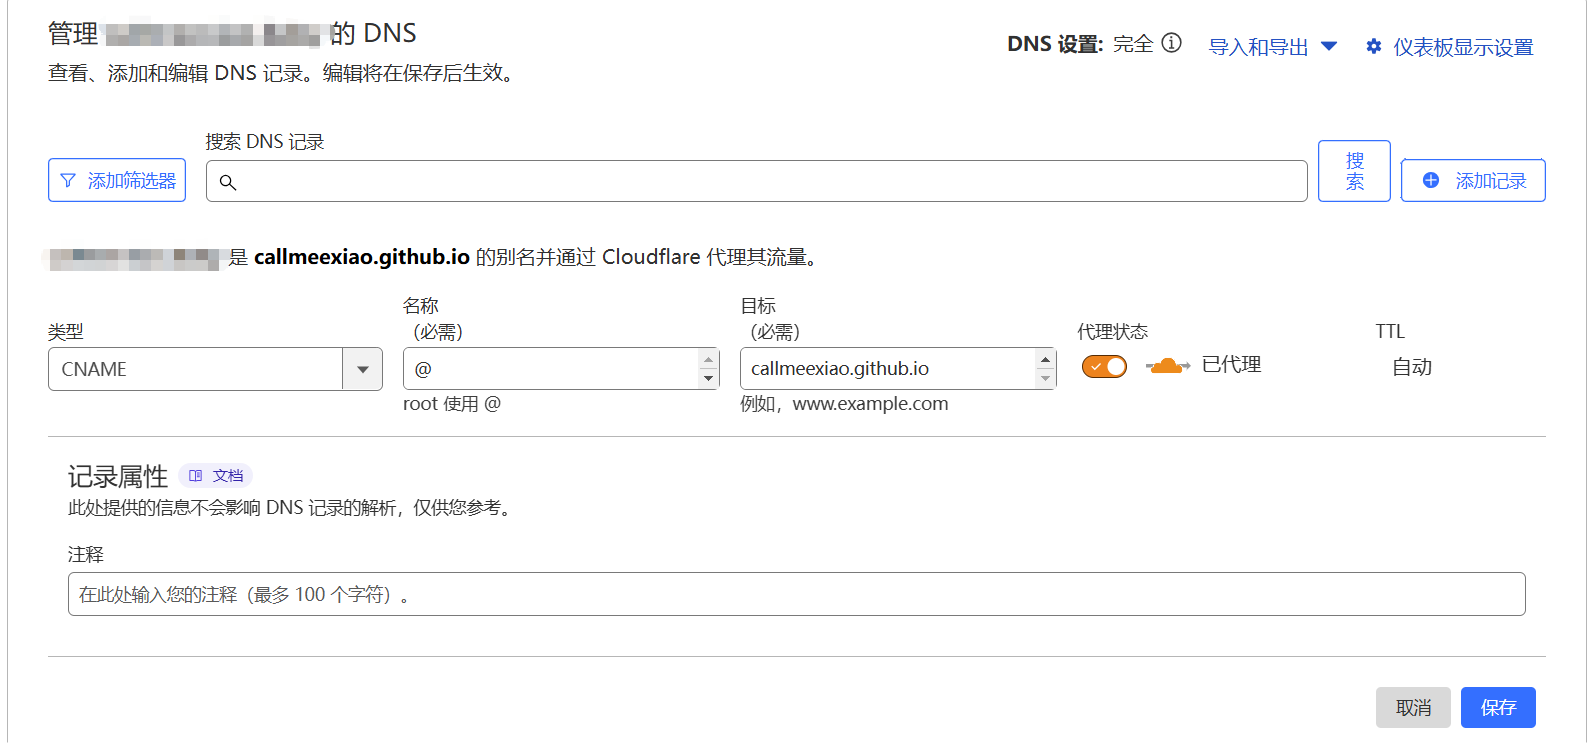 管理 的 DNS
查看、添加和编辑 DNS 记录。编辑将在保存后生效。
DNS 设置: 完全
导入和导出
仪表板显示设置
搜索 DNS 记录
添加筛选器
搜索
添加记录
是 callmeexiao.github.io 的别名并通过 Cloudflare 代理其流量。
类型
名称
（必需）
目标
（必需）
代理状态
TTL
CNAME
@
callmeexiao.github.io
已代理
自动
root 使用 @
例如，www.example.com
记录属性
文档
此处提供的信息不会影响 DNS 记录的解析，仅供您参考。
注释
在此处输入您的注释（最多 100 个字符）。
取消
保存